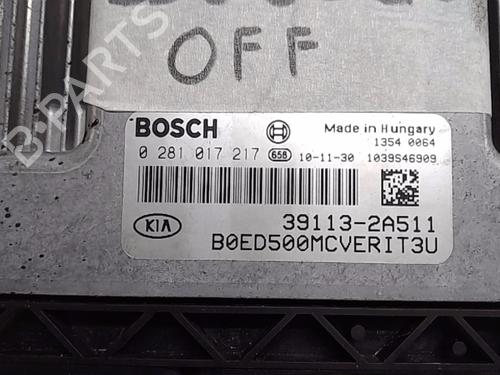 OFF
B-PARTS
BOSCH
Made in Hungary
1354 0064
0 281 017 217 658 10-11-30 1039S46909
KIA
39113-2A511
B0ED500MCVERIT3U